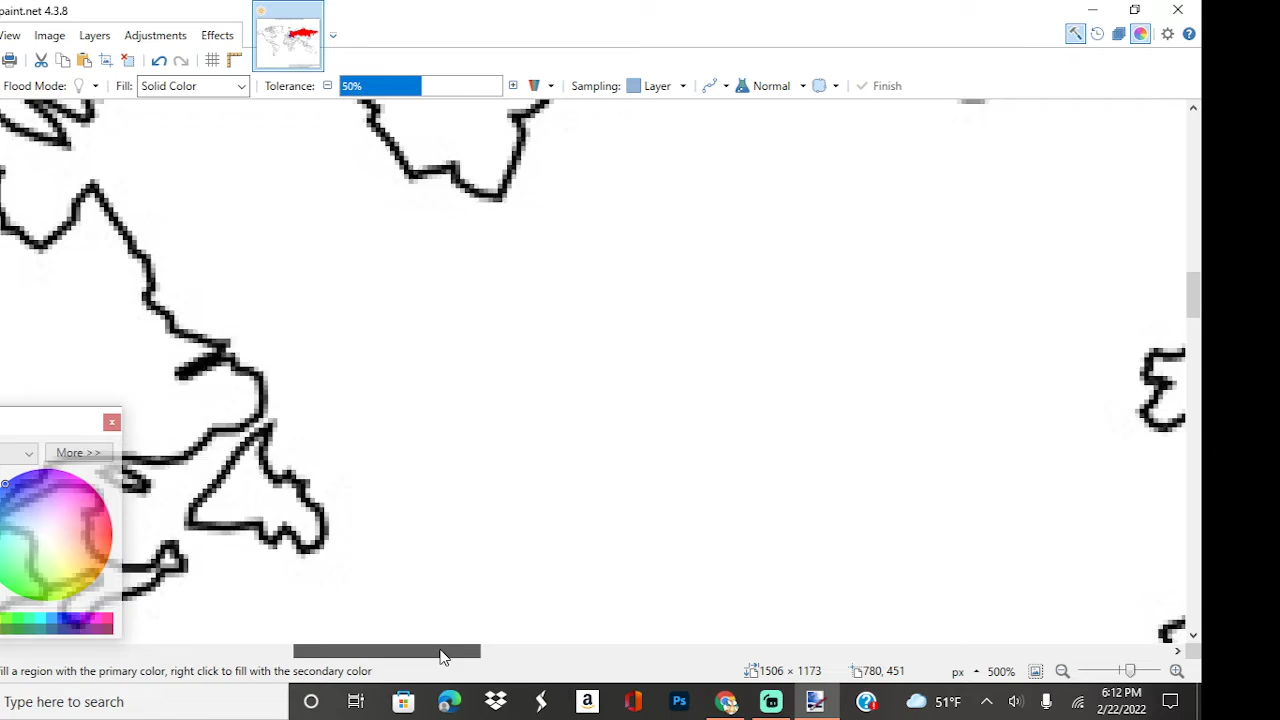 paint.net 4.3.8
View Image Layers Adjustments Effects
Flood Mode: Fill: Solid Color Tolerance: 50% Sampling: Layer Normal Finish
More >>
fill a region with the primary color, right click to fill with the secondary color 1506 × 1173 780, 451 px 500%
Type here to search a Ps 51°F 6:12 PM
2/22/2022